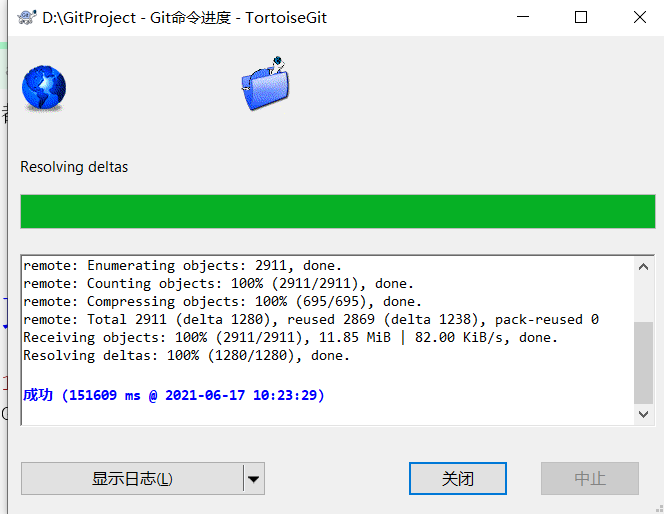 D:\GitProject - Git命令进度 - TortoiseGit
Resolving deltas
remote: Enumerating objects: 2911, done.
remote: Counting objects: 100% (2911/2911), done.
remote: Compressing objects: 100% (695/695), done.
remote: Total 2911 (delta 1280), reused 2869 (delta 1238), pack-reused 0
Receiving objects: 100% (2911/2911), 11.85 MiB | 82.00 KiB/s, done.
Resolving deltas: 100% (1280/1280), done.
成功 (151609 ms @ 2021-06-17 10:23:29)
显示日志(L)
关闭
中止